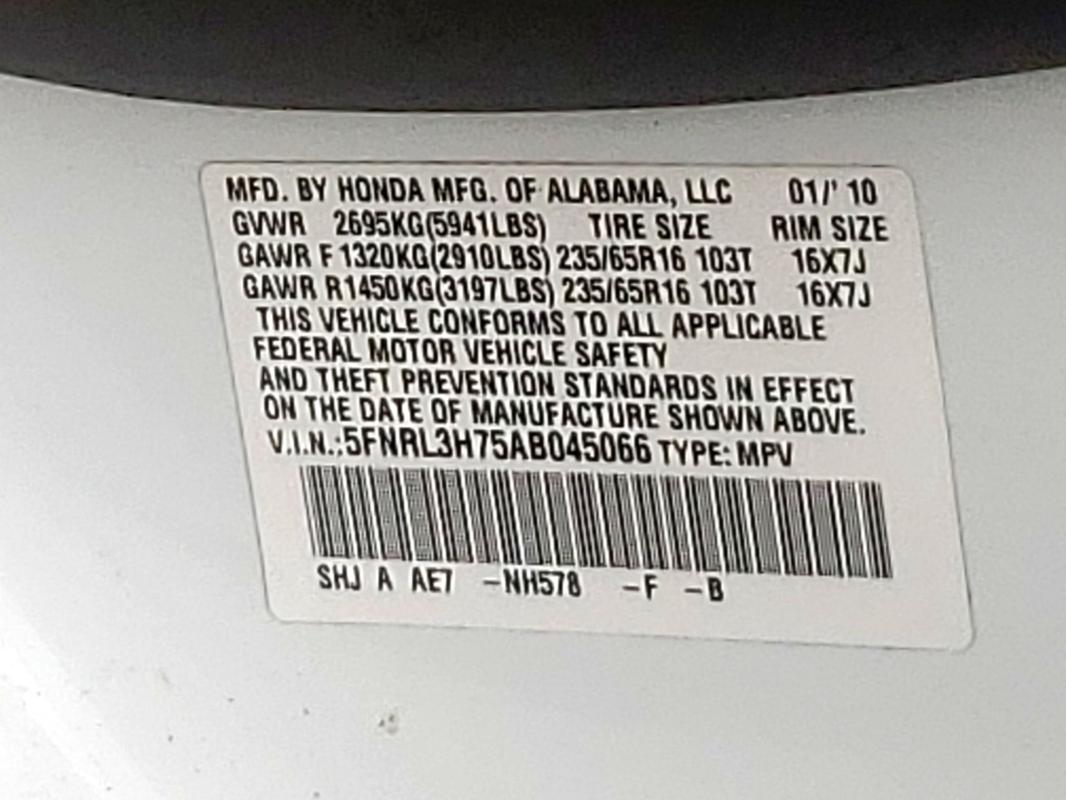 MFD. BY HONDA MFG. OF ALABAMA, LLC 01/' 10
GVWR 2695KG(5941LBS) TIRE SIZE RIM SIZE
GAWR F 1320KG(2910LBS) 235/65R16 103T 16X7J
GAWR R1450KG(3197LBS) 235/65R16 103T 16X7J
THIS VEHICLE CONFORMS TO ALL APPLICABLE
FEDERAL MOTOR VEHICLE SAFETY
AND THEFT PREVENTION STANDARDS IN EFFECT
ON THE DATE OF MANUFACTURE SHOWN ABOVE.
V.I.N.:5FNRL3H75AB045066 TYPE: MPV
SHJ A AE7 -NH578 -F -B